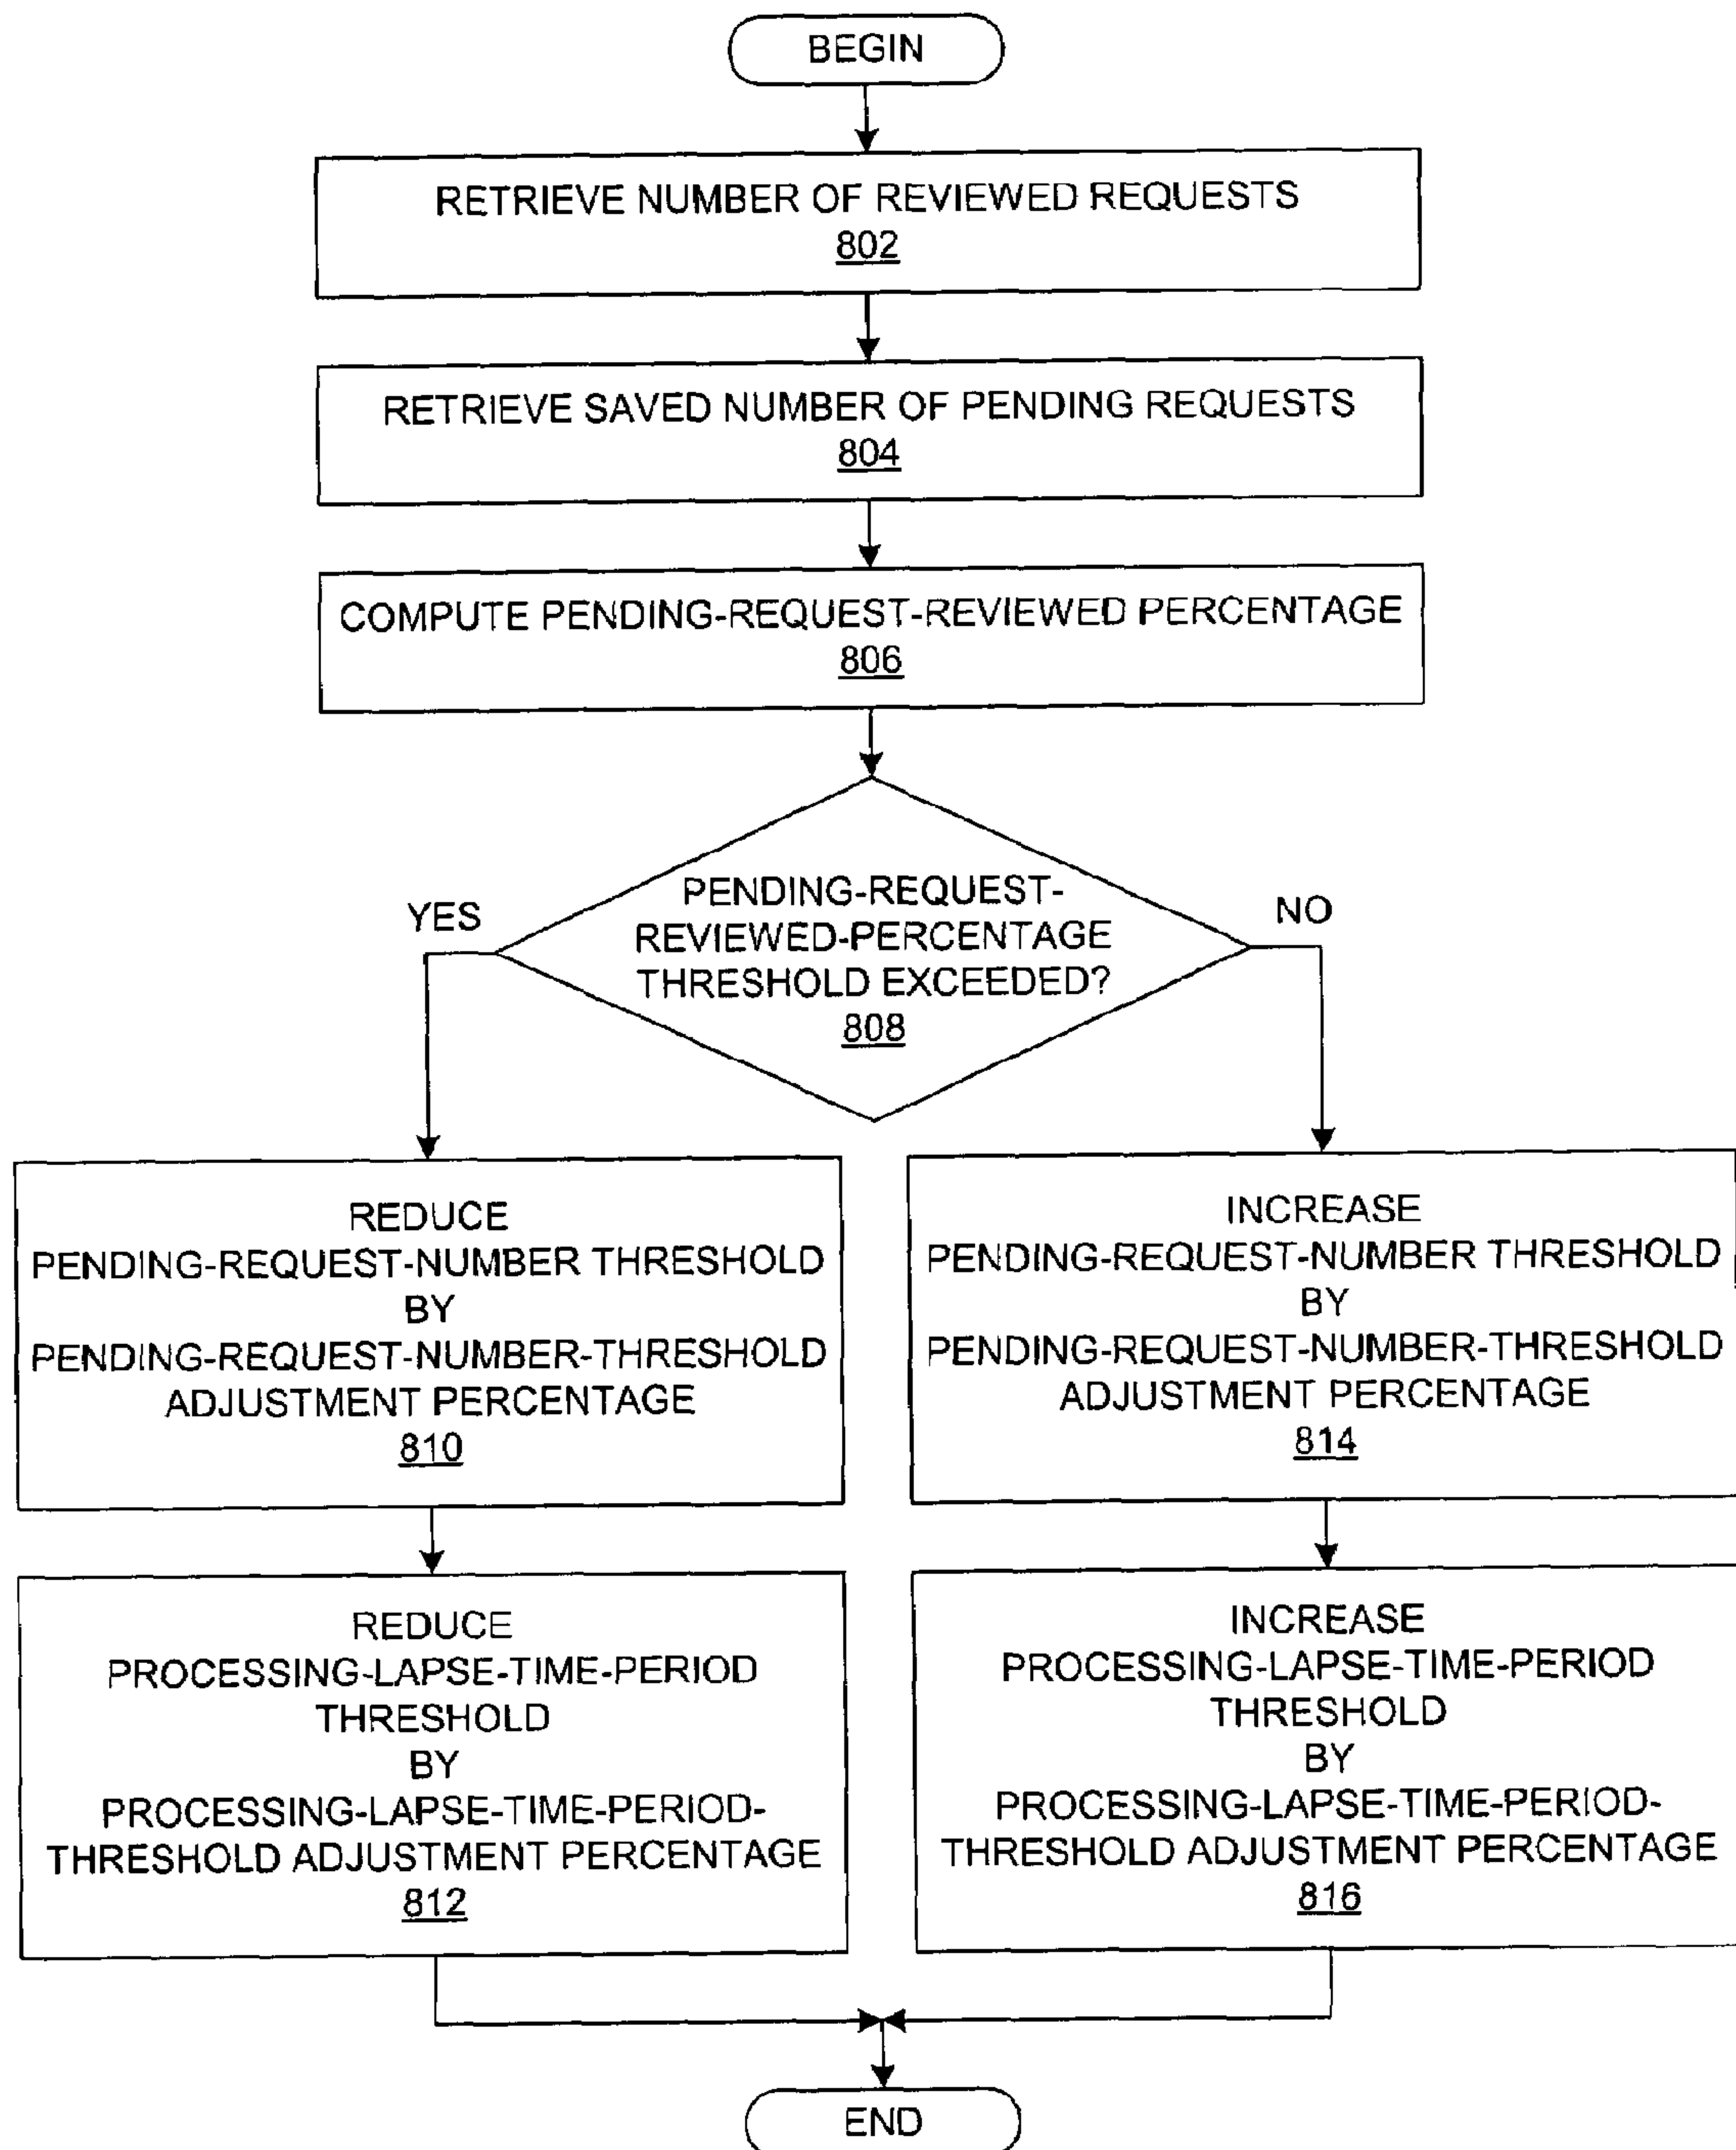 BEGIN
RETRIEVE NUMBER OF REVIEWED REQUESTS
802
RETRIEVE SAVED NUMBER OF PENDING REQUESTS
804
COMPUTE PENDING-REQUEST-REVIEWED PERCENTAGE
806
PENDING-REQUEST-
REVIEWED-PERCENTAGE
THRESHOLD EXCEEDED?
808
YES
NO
REDUCE
PENDING-REQUEST-NUMBER THRESHOLD
BY
PENDING-REQUEST-NUMBER-THRESHOLD
ADJUSTMENT PERCENTAGE
810
INCREASE
PENDING-REQUEST-NUMBER THRESHOLD
BY
PENDING-REQUEST-NUMBER-THRESHOLD
ADJUSTMENT PERCENTAGE
814
REDUCE
PROCESSING-LAPSE-TIME-PERIOD
THRESHOLD
BY
PROCESSING-LAPSE-TIME-PERIOD-
THRESHOLD ADJUSTMENT PERCENTAGE
812
INCREASE
PROCESSING-LAPSE-TIME-PERIOD
THRESHOLD
BY
PROCESSING-LAPSE-TIME-PERIOD-
THRESHOLD ADJUSTMENT PERCENTAGE
816
END